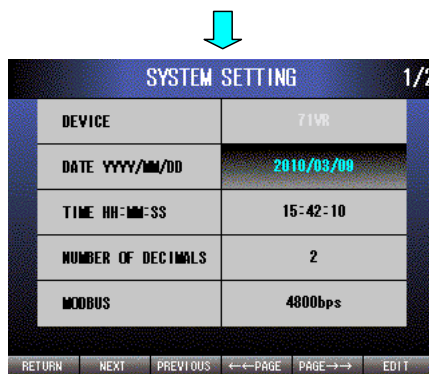 SYSTEM SETTING 1/2
DEVICE 71VR
DATE YYYY/MM/DD 2010/03/09
TIME HH:MM:SS 15:42:10
NUMBER OF DECIMALS 2
MODBUS 4800bps
RETURN NEXT PREVIOUS ←←PAGE PAGE→→ EDIT